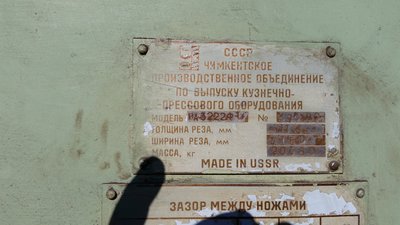 СССР
ЧИМКЕНТСКОЕ
ПРОИЗВОДСТВЕННОЕ ОБЪЕДИНЕНИЕ
ПО ВЫПУСКУ КУЗНЕЧНО-
ПРЕССОВОГО ОБОРУДОВАНИЯ
МОДЕЛЬ №
ТОЛЩИНА РЕЗА, мм
ШИРИНА РЕЗА, мм
МАССА, кг
MADE IN USSR
ЗАЗОР МЕЖДУ НОЖАМИ